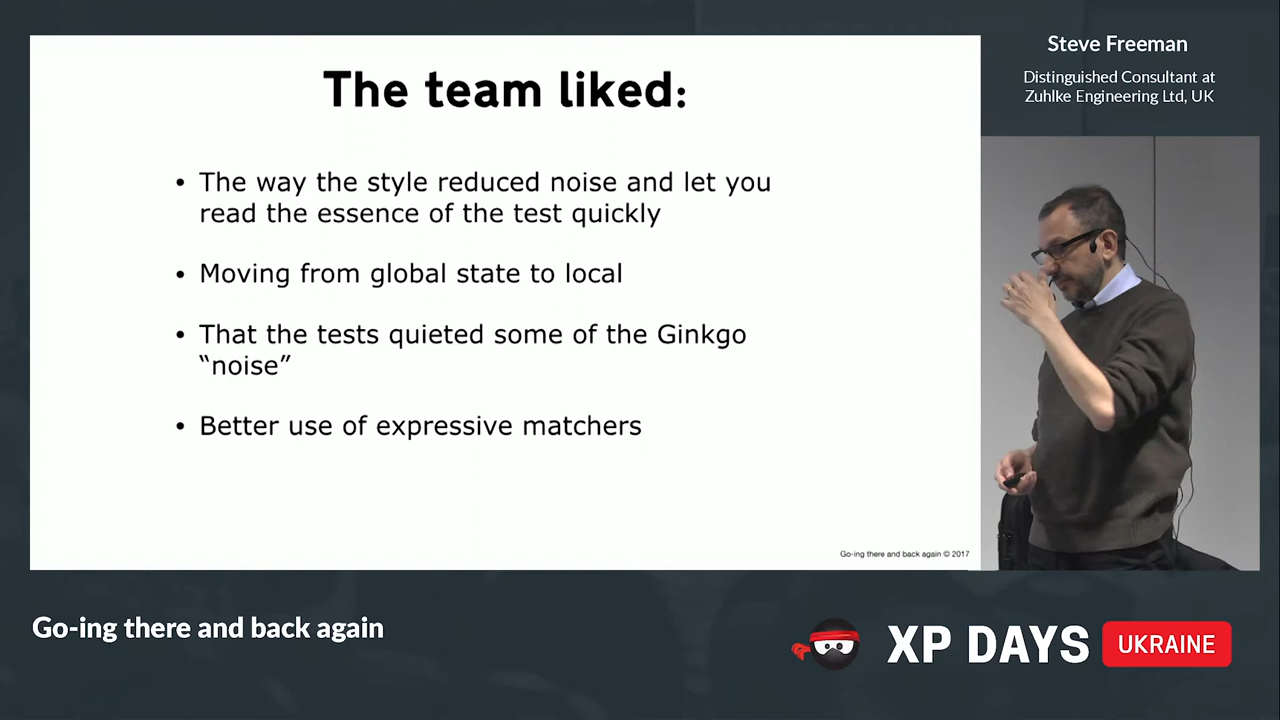 The team liked:
• The way the style reduced noise and let you
read the essence of the test quickly
• Moving from global state to local
• That the tests quieted some of the Ginkgo
“noise”
• Better use of expressive matchers
Go-ing there and back again © 2017
Steve Freeman
Distinguished Consultant at
Zuhlke Engineering Ltd, UK
Go-ing there and back again
XP DAYS UKRAINE